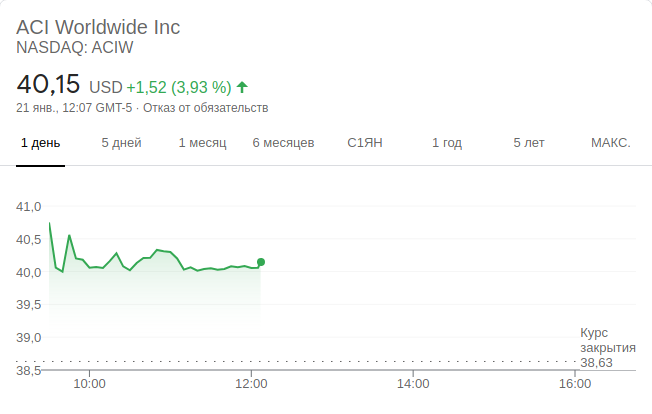 ACI Worldwide Inc
NASDAQ: ACIW
40,15 USD +1,52 (3,93 %)
21 янв., 12:07 GMT-5 · Отказ от обязательств
1 день 5 дней 1 месяц 6 месяцев С1ЯН 1 год 5 лет МАКС.
41,0
40,5
40,0
39,5
39,0
38,5
Курс
закрытия
38,63
10:00 12:00 14:00 16:00